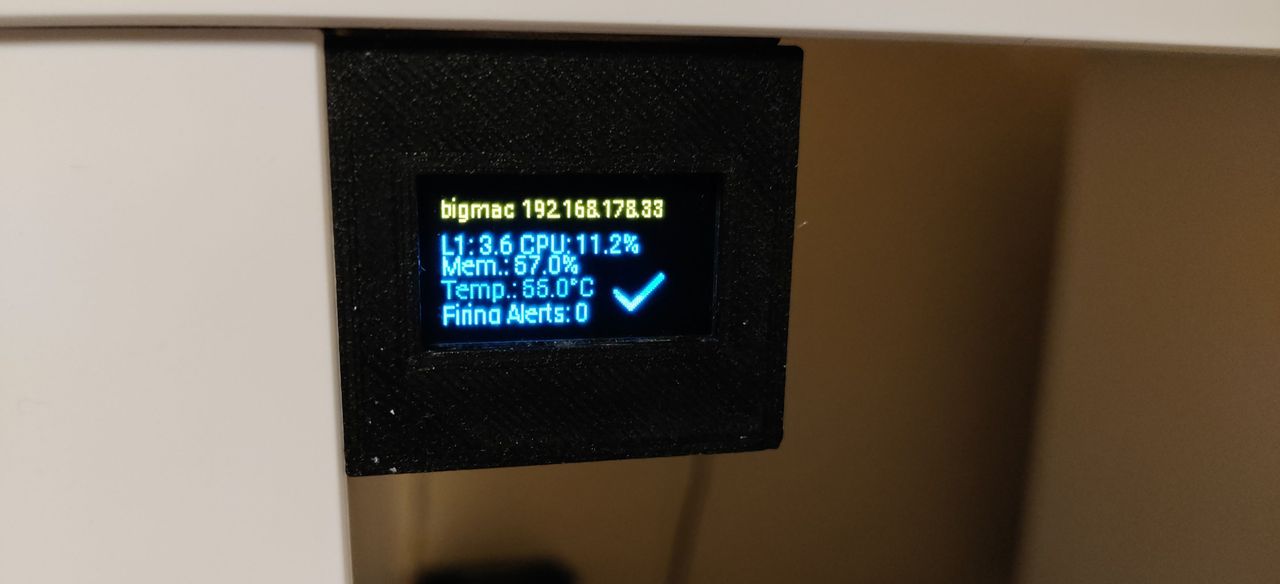 bigmac 192.168.178.33
L1: 3.6 CPU: 11.2%
Mem.: 57.0%
Temp.: 55.0°C
Firing Alerts: 0